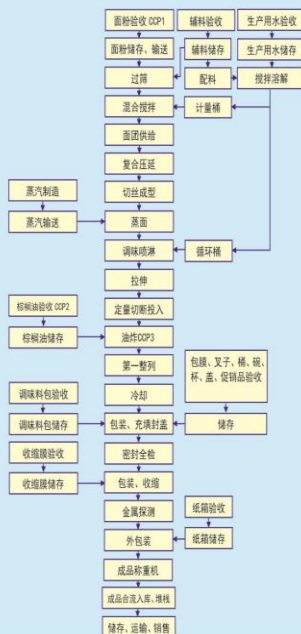 面粉验收 CCP1
辅料验收
生产用水验收
面粉储存、输送
辅料储存
生产用水储存
过筛
配料
搅拌溶解
混合搅拌
计量桶
面团供给
复合压延
切丝成型
蒸汽制造
蒸汽输送
蒸面
调味喷淋
循环桶
拉伸
棕榈油验收 CCP2
定量切断投入
棕榈油储存
油炸CCP3
第一整列
包膜、叉子、桶、碗、
杯、盖、促销品验收
调味料包验收
冷却
调味料包储存
包装、充填封盖
储存
收缩膜验收
密封全检
收缩膜储存
包装、收缩
纸箱验收
金属探测
外包装
纸箱储存
成品称重机
成品合流入库、堆栈
储存、运输、销售